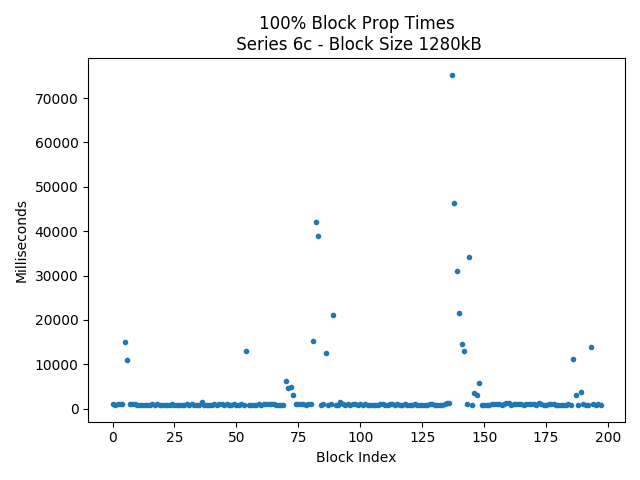 100% Block Prop Times
Series 6c - Block Size 1280kB
70000
60000
50000
40000
30000
20000
10000
0
Milliseconds
0 25 50 75 100 125 150 175 200
Block Index